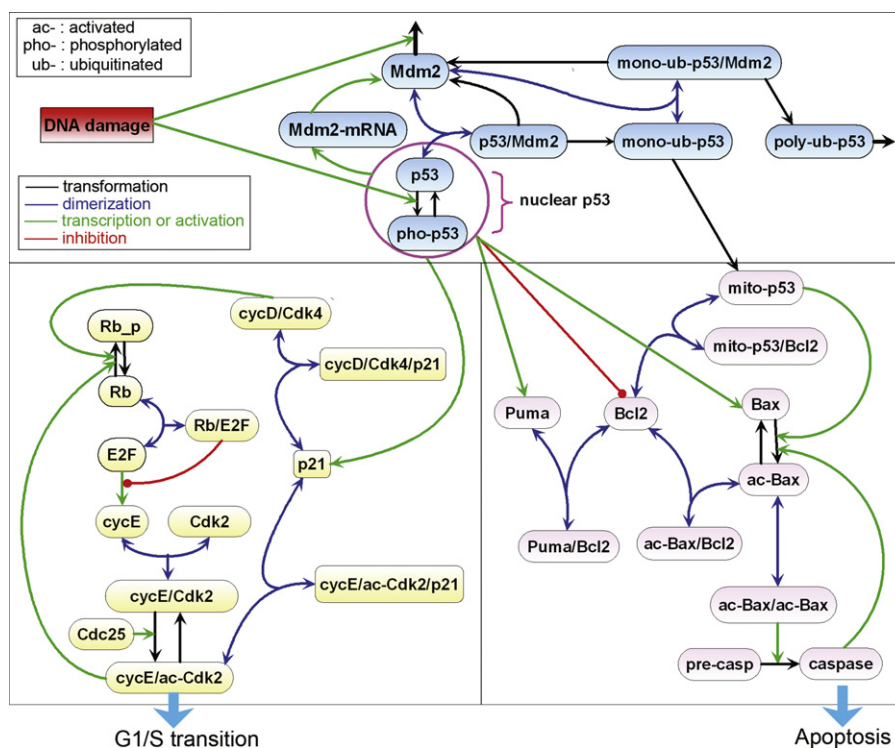 ac- : activated
pho- : phosphorylated
ub- : ubiquitinated
Mdm2
mono-ub-p53/Mdm2
DNA damage
Mdm2-mRNA
p53/Mdm2
mono-ub-p53
poly-ub-p53
p53
nuclear p53
pho-p53
transformation
dimerization
transcription or activation
inhibition
cycD/Cdk4
Rb_p
cycD/Cdk4/p21
Rb
Rb/E2F
E2F
p21
cycE
Cdk2
cycE/Cdk2
cycE/ac-Cdk2/p21
Cdc25
cycE/ac-Cdk2
G1/S transition
mito-p53
mito-p53/Bcl2
Puma
Bcl2
Bax
ac-Bax
Puma/Bcl2
ac-Bax/Bcl2
ac-Bax/ac-Bax
pre-casp
caspase
Apoptosis